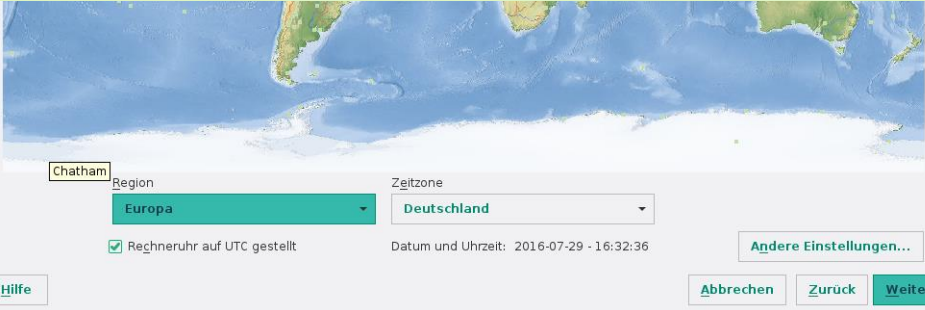 Chatham
Region
Zeitzone
Europa
Deutschland
Rechneruhr auf UTC gestellt
Datum und Uhrzeit: 2016-07-29 - 16:32:36
Andere Einstellungen...
Hilfe
Abbrechen
Zurück
Weite